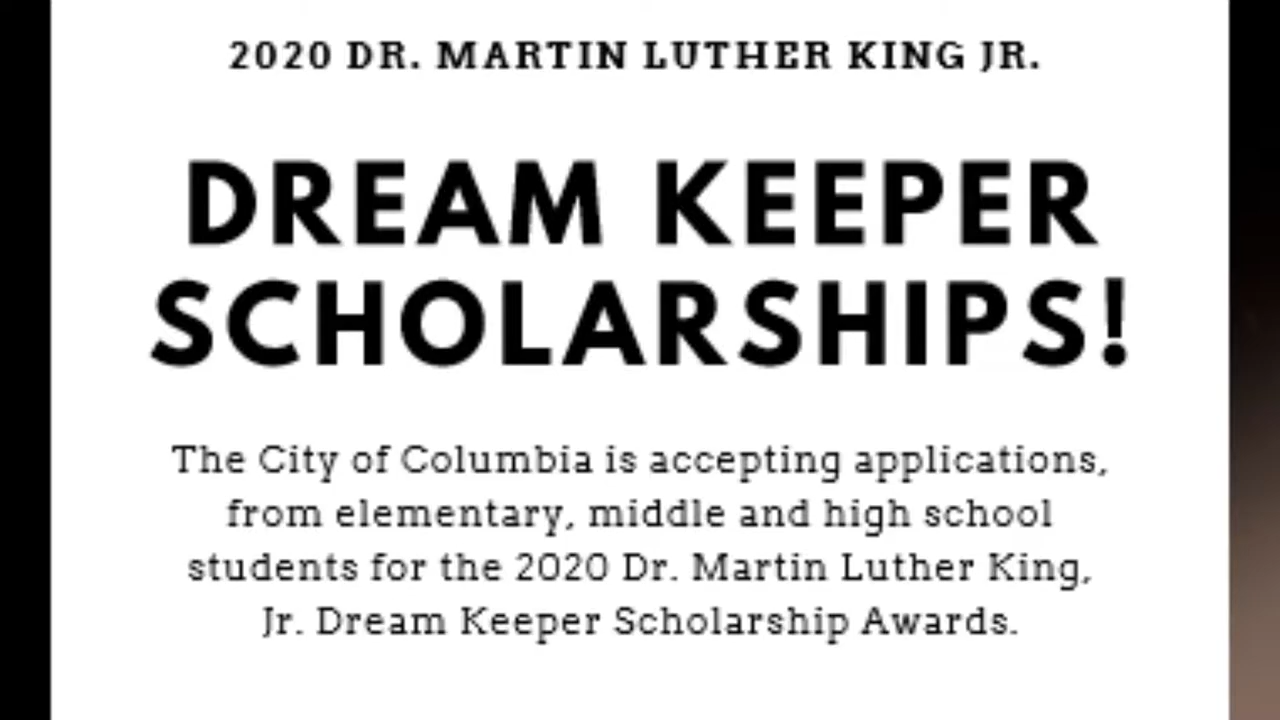 2020 DR. MARTIN LUTHER KING JR.
DREAM KEEPER
SCHOLARSHIPS!
The City of Columbia is accepting applications,
from elementary, middle and high school
students for the 2020 Dr. Martin Luther King,
Jr. Dream Keeper Scholarship Awards.